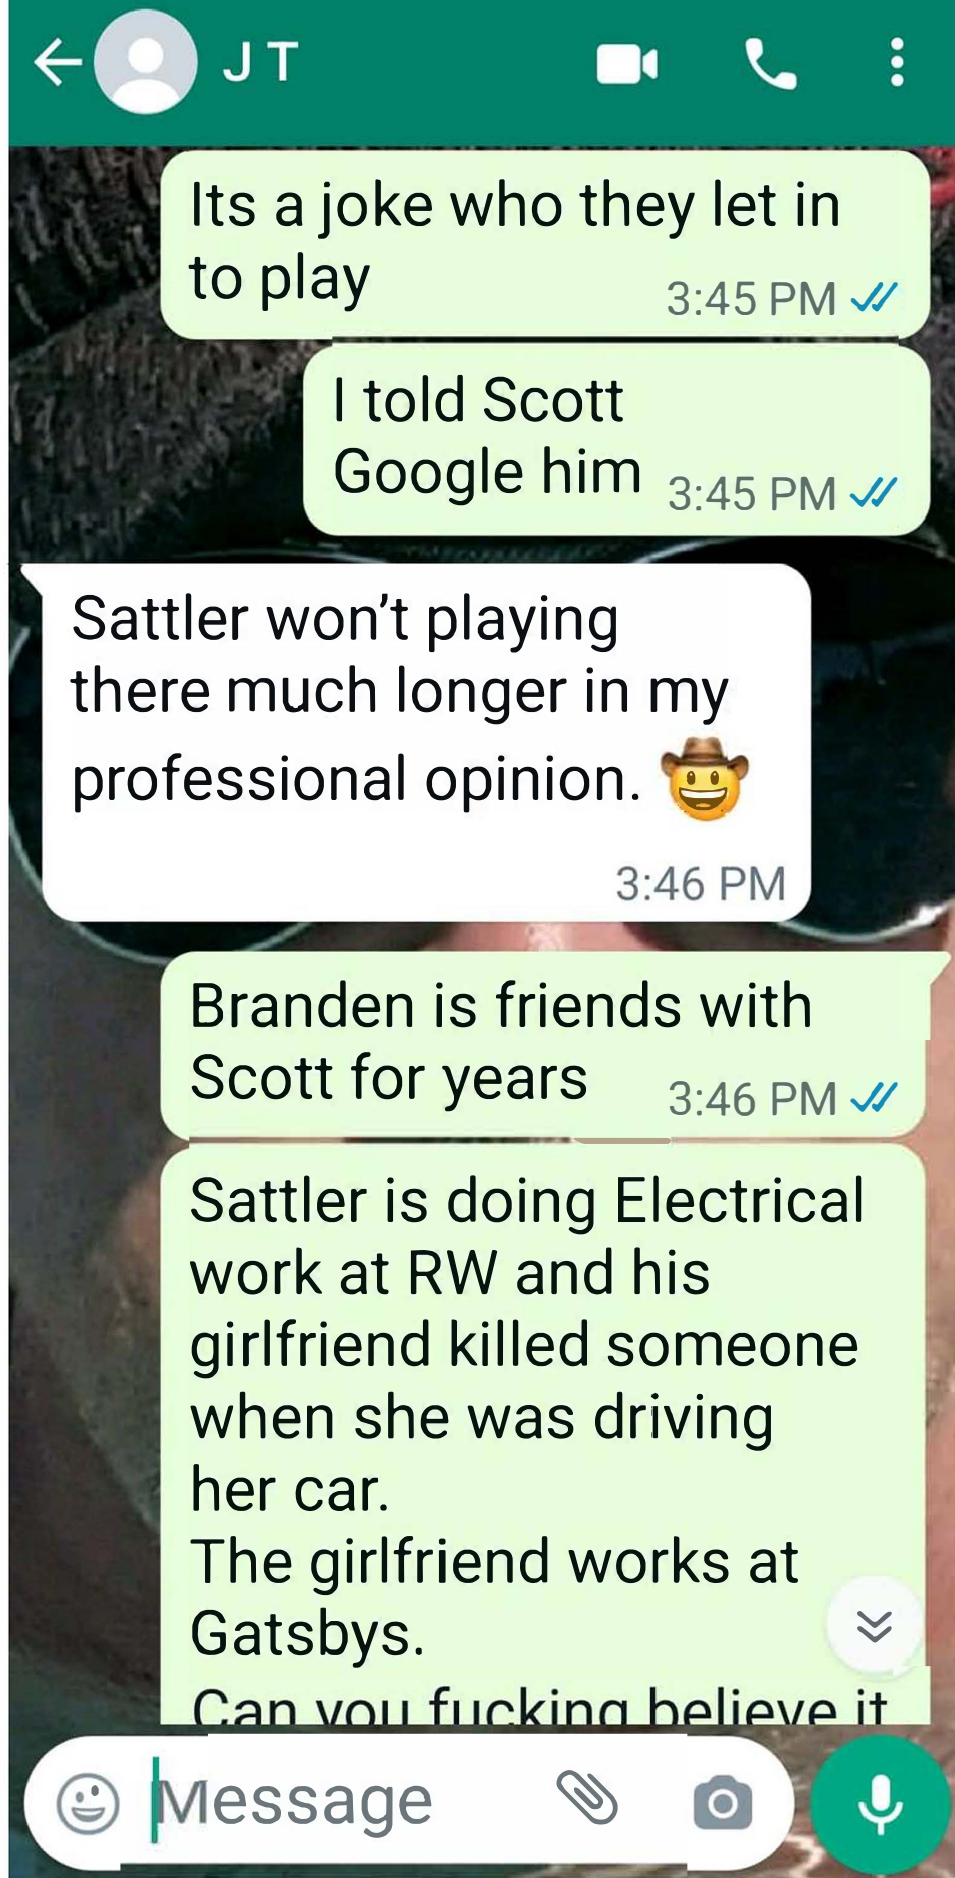 J T
Its a joke who they let in
to play
3:45 PM
I told Scott
Google him 3:45 PM
Sattler won’t playing
there much longer in my
professional opinion. 🤠
3:46 PM
Branden is friends with
Scott for years 3:46 PM
Sattler is doing Electrical
work at RW and his
girlfriend killed someone
when she was driving
her car.
The girlfriend works at
Gatsbys.
Can you fucking believe it
Message